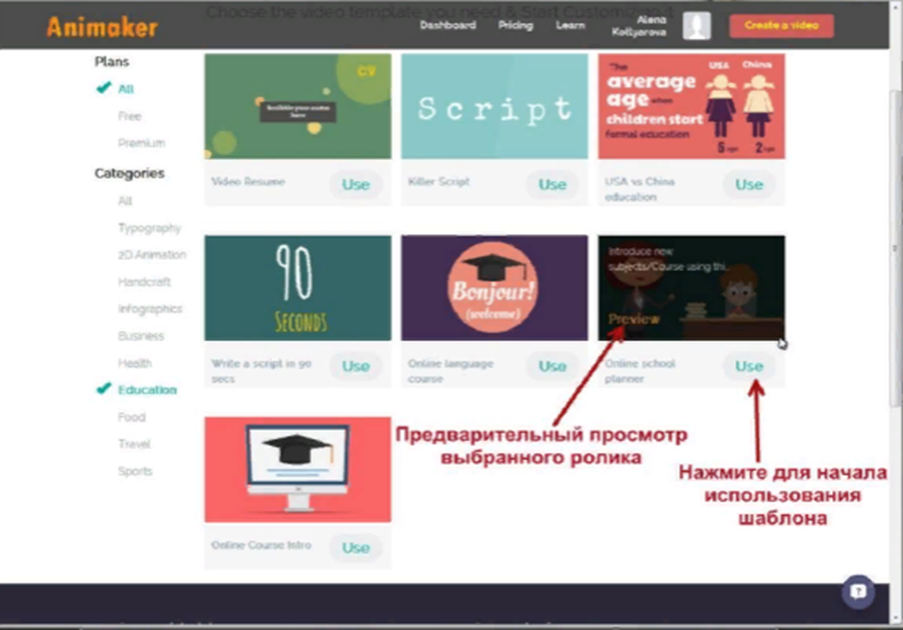 Choose the video template you need & Start Customizing it
Animaker
Dashboard Pricing Learn
Alena
Kotlyarova
Create a video
Plans
All
Free
Premium
Categories
All
Typography
2D Animation
Handcraft
Infographics
Business
Health
Education
Food
Travel
Sports
CV
Video Resume
Use
Script
Killer Script
Use
The
average
age when
children start
formal education
USA China
5 2
USA vs China
education
Use
90
SECONDS
Write a script in 90
secs
Use
Bonjour!
(welcome)
Online language
course
Use
Introduce new
subjects/Course using thi...
Preview
Online school
planner
Use
Online Course Intro
Use
Предварительный просмотр
выбранного ролика
Нажмите для начала
использования
шаблона